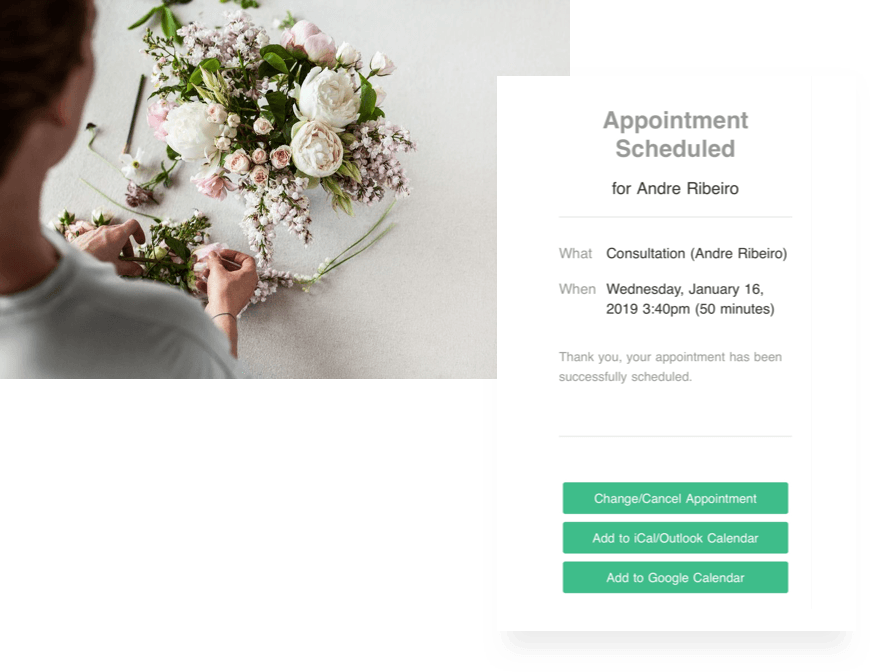 Appointment
Scheduled
for Andre Ribeiro
What Consultation (Andre Ribeiro)
When Wednesday, January 16,
2019 3:40pm (50 minutes)
Thank you, your appointment has been
successfully scheduled.
Change/Cancel Appointment
Add to iCal/Outlook Calendar
Add to Google Calendar